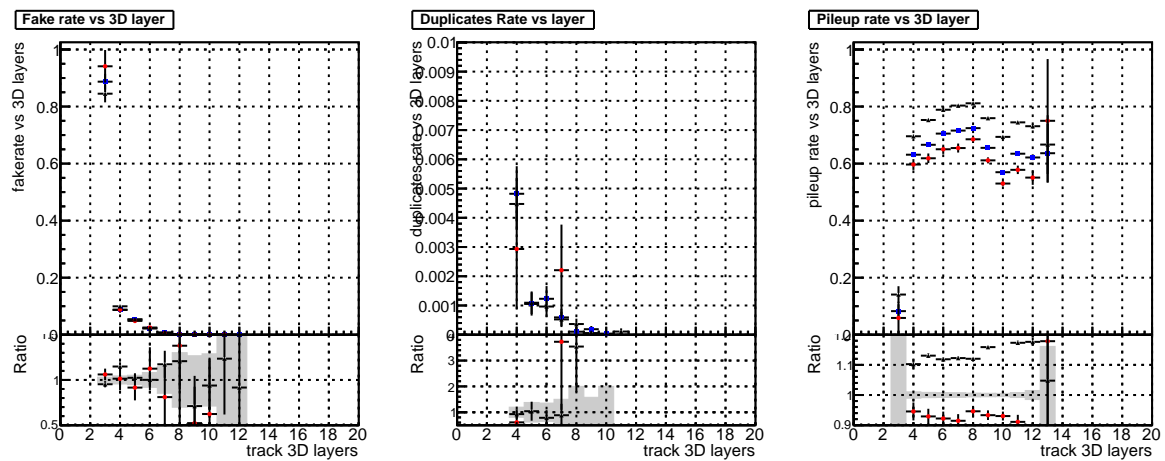 Fake rate vs 3D layer
fakerate vs 3D layers
1
0.8
0.6
0.4
0.2
0
Ratio
1
0.5
0 2 4 6 8 10 12 14 16 18 20
track 3D layers
Duplicates Rate vs layer
duplicates rate vs 3D layers
0.01
0.009
0.008
0.007
0.006
0.005
0.004
0.003
0.002
0.001
0
Ratio
3
2
1
0 2 4 6 8 10 12 14 16 18 20
track 3D layers
Pileup rate vs 3D layer
pileup rate vs 3D layers
1
0.8
0.6
0.4
0.2
0
Ratio
1.1
1
0.9
0 2 4 6 8 10 12 14 16 18 20
track 3D layers